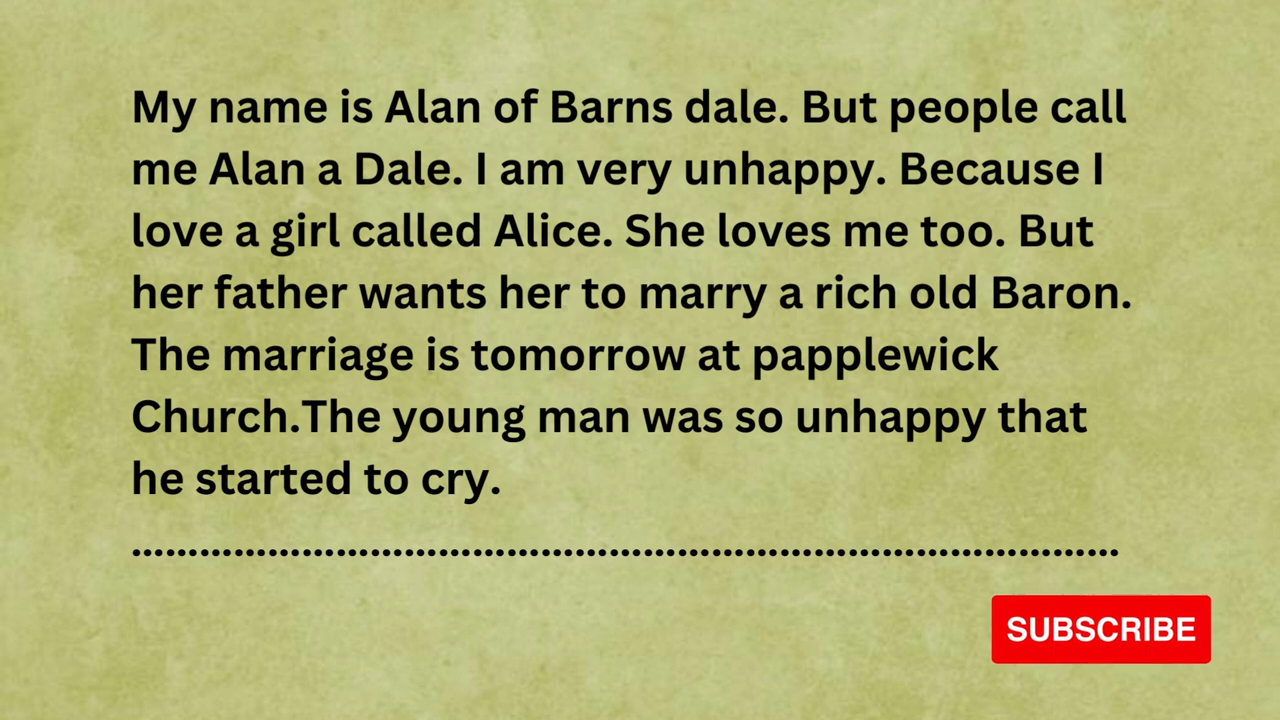 My name is Alan of Barns dale. But people call
me Alan a Dale. I am very unhappy. Because I
love a girl called Alice. She loves me too. But
her father wants her to marry a rich old Baron.
The marriage is tomorrow at papplewick
Church.The young man was so unhappy that
he started to cry.
....................................................................................
SUBSCRIBE